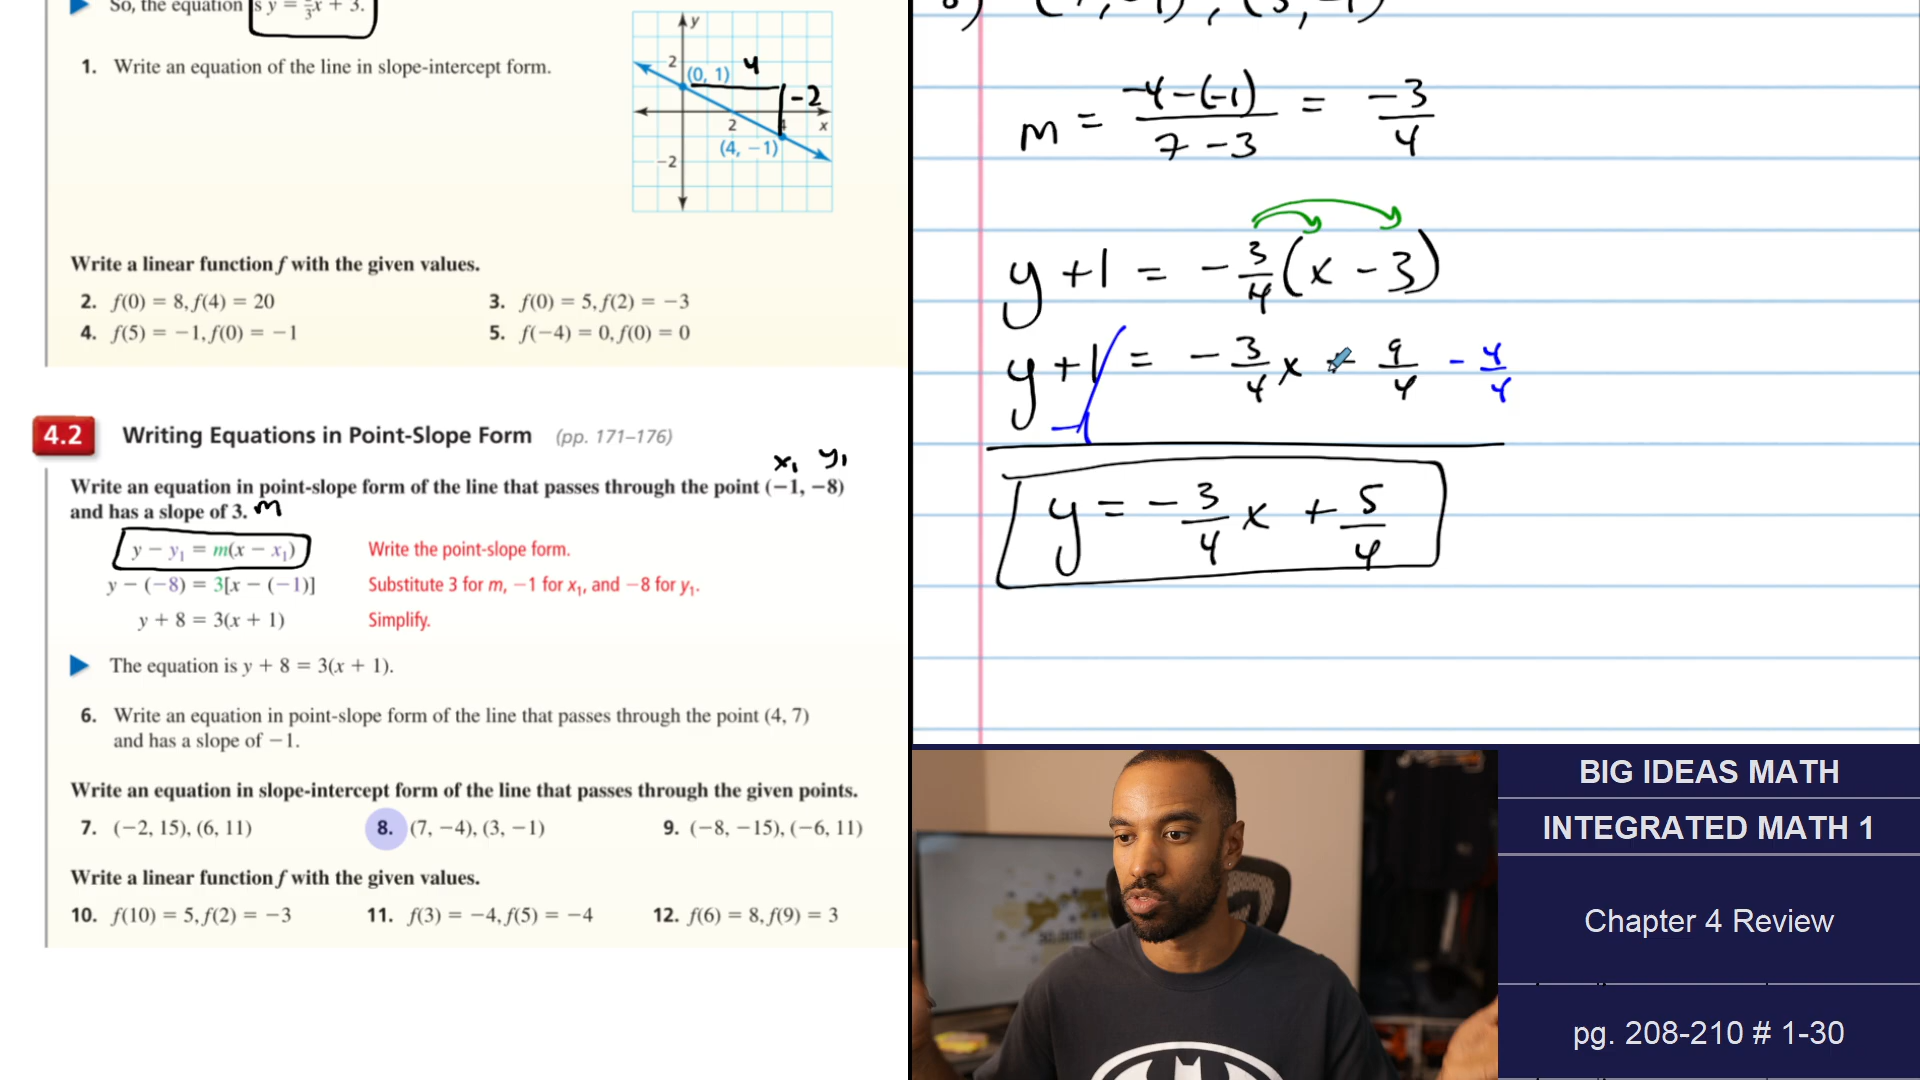 So, the equation is y = x + 3.
1. Write an equation of the line in slope-intercept form.
y
2
(0, 1)
4
-2
2
4
x
(4, −1)
−2
Write a linear function f with the given values.
2. f(0) = 8, f(4) = 20
3. f(0) = 5, f(2) = −3
4. f(5) = −1, f(0) = −1
5. f(−4) = 0, f(0) = 0
4.2 Writing Equations in Point-Slope Form (pp. 171–176)
x₁ y₁
Write an equation in point-slope form of the line that passes through the point (−1, −8)
and has a slope of 3. m
y − y₁ = m(x − x₁) Write the point-slope form.
y − (−8) = 3[x − (−1)] Substitute 3 for m, −1 for x₁, and −8 for y₁.
y + 8 = 3(x + 1) Simplify.
The equation is y + 8 = 3(x + 1).
6. Write an equation in point-slope form of the line that passes through the point (4, 7)
and has a slope of −1.
Write an equation in slope-intercept form of the line that passes through the given points.
7. (−2, 15), (6, 11) 8. (7, −4), (3, −1) 9. (−8, −15), (−6, 11)
Write a linear function f with the given values.
10. f(10) = 5, f(2) = −3 11. f(3) = −4, f(5) = −4 12. f(6) = 8, f(9) = 3
m = -4-(-1)/7-3 = -3/4
y+1 = -3/4(x-3)
y+1 = -3/4x + 9/4 - 4/4
-1
y = -3/4x + 5/4
BIG IDEAS MATH
INTEGRATED MATH 1
Chapter 4 Review
pg. 208-210 # 1-30